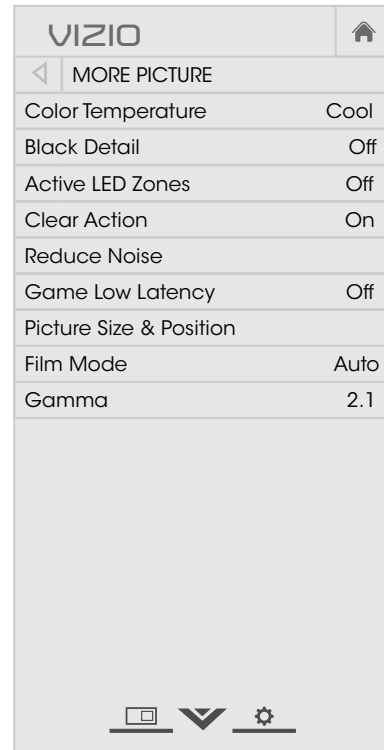 VIZIO
MORE PICTURE
Color Temperature Cool
Black Detail Off
Active LED Zones Off
Clear Action On
Reduce Noise
Game Low Latency Off
Picture Size & Position
Film Mode Auto
Gamma 2.1